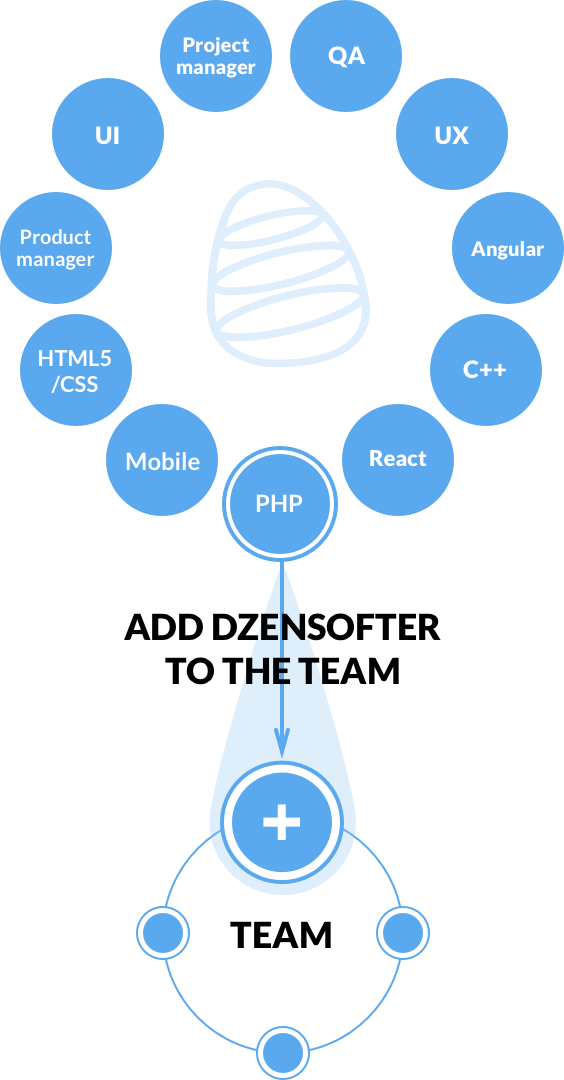 Project
manager
QA
UI
UX
Product
manager
Angular
HTML5
/CSS
C++
Mobile
React
PHP
ADD DZENSOFTER
TO THE TEAM
+
TEAM